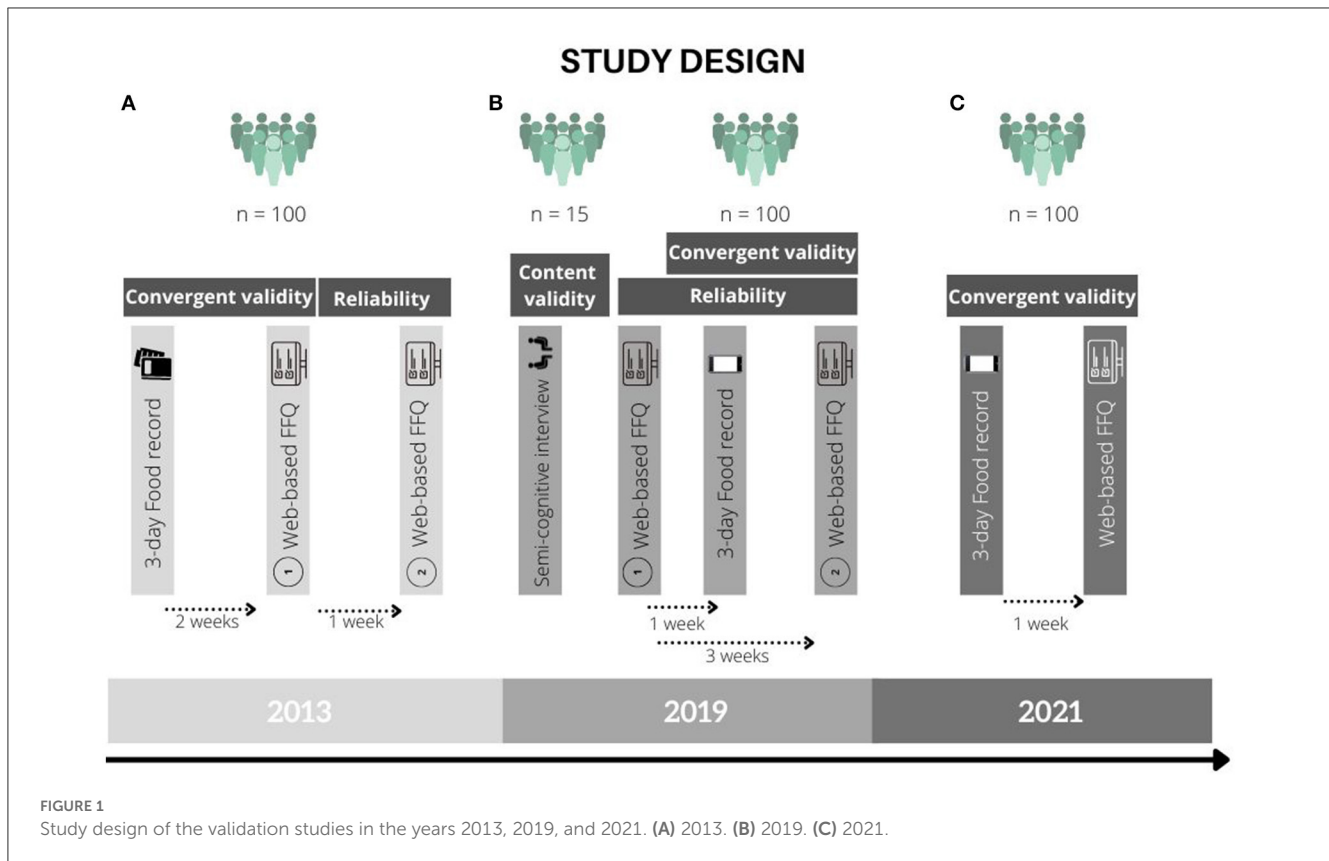 STUDY DESIGN
A
n = 100
Convergent validity
Reliability
3-day Food record
1 Web-based FFQ
2 Web-based FFQ
2 weeks
1 week
B
n = 15
n = 100
Content
validity
Convergent validity
Reliability
Semi-cognitive interview
1 Web-based FFQ
3-day Food record
2 Web-based FFQ
1 week
3 weeks
C
n = 100
Convergent validity
3-day Food record
Web-based FFQ
1 week
2013
2019
2021
FIGURE 1
Study design of the validation studies in the years 2013, 2019, and 2021. (A) 2013. (B) 2019. (C) 2021.